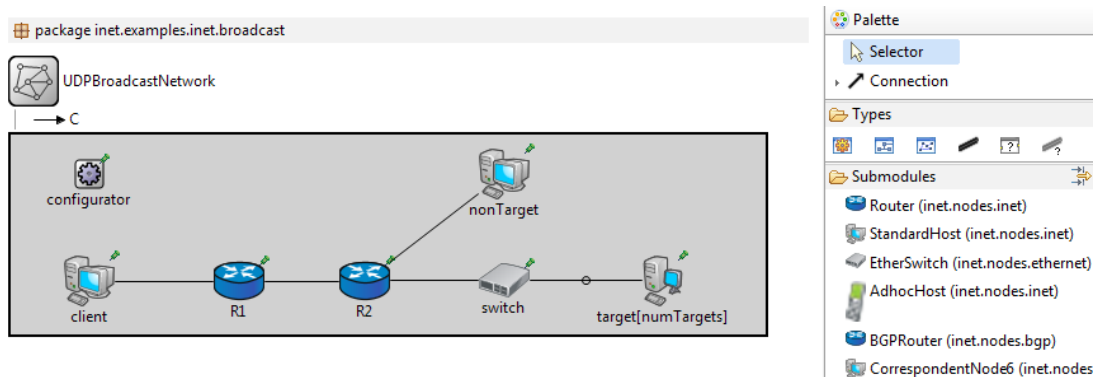 package inet.examples.inet.broadcast
UDPBroadcastNetwork
C
configurator
nonTarget
client
R1
R2
switch
target[numTargets]
Palette
Selector
Connection
Types
Submodules
Router (inet.nodes.inet)
StandardHost (inet.nodes.inet)
EtherSwitch (inet.nodes.ethernet)
AdhocHost (inet.nodes.inet)
BGPRouter (inet.nodes.bgp)
CorrespondentNode6 (inet.nodes